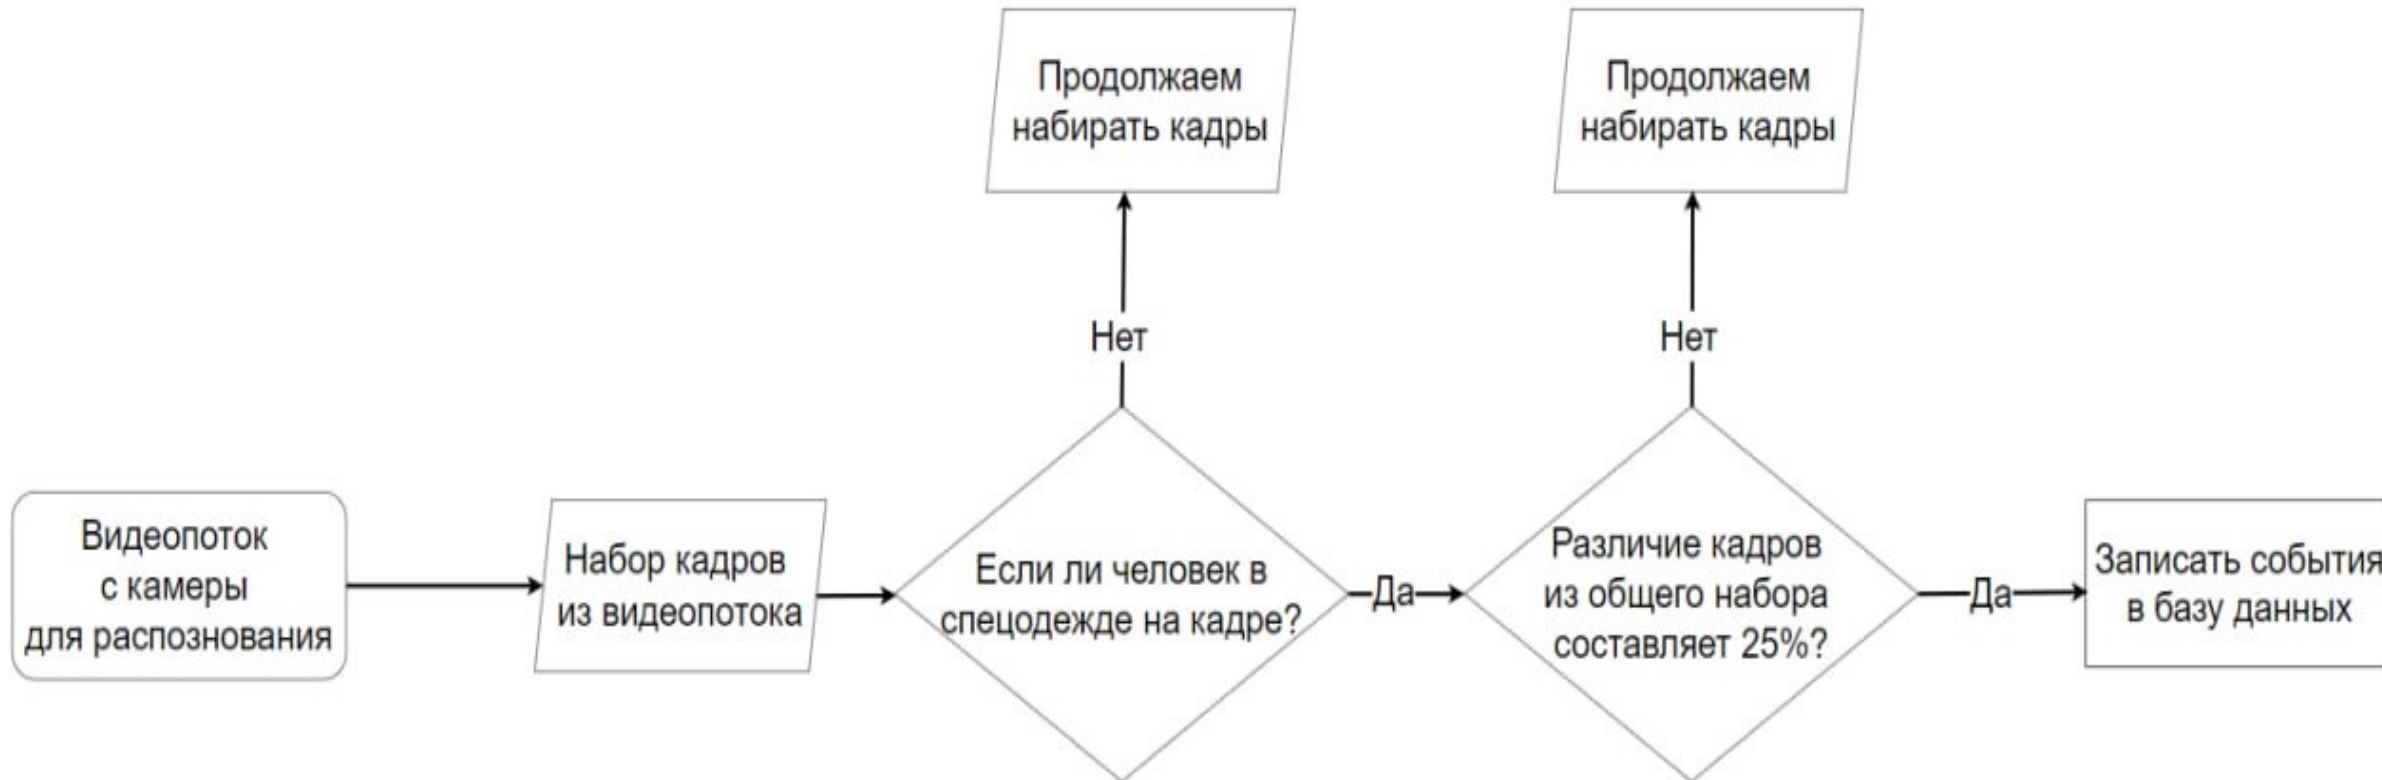 Продолжаем
набирать кадры
Продолжаем
набирать кадры
Нет
Нет
Видеопоток
с камеры
для распознования
Набор кадров
из видеопотока
Если ли человек в
спецодежде на кадре?
Да
Различие кадров
из общего набора
составляет 25%?
Да
Записать события
в базу данных